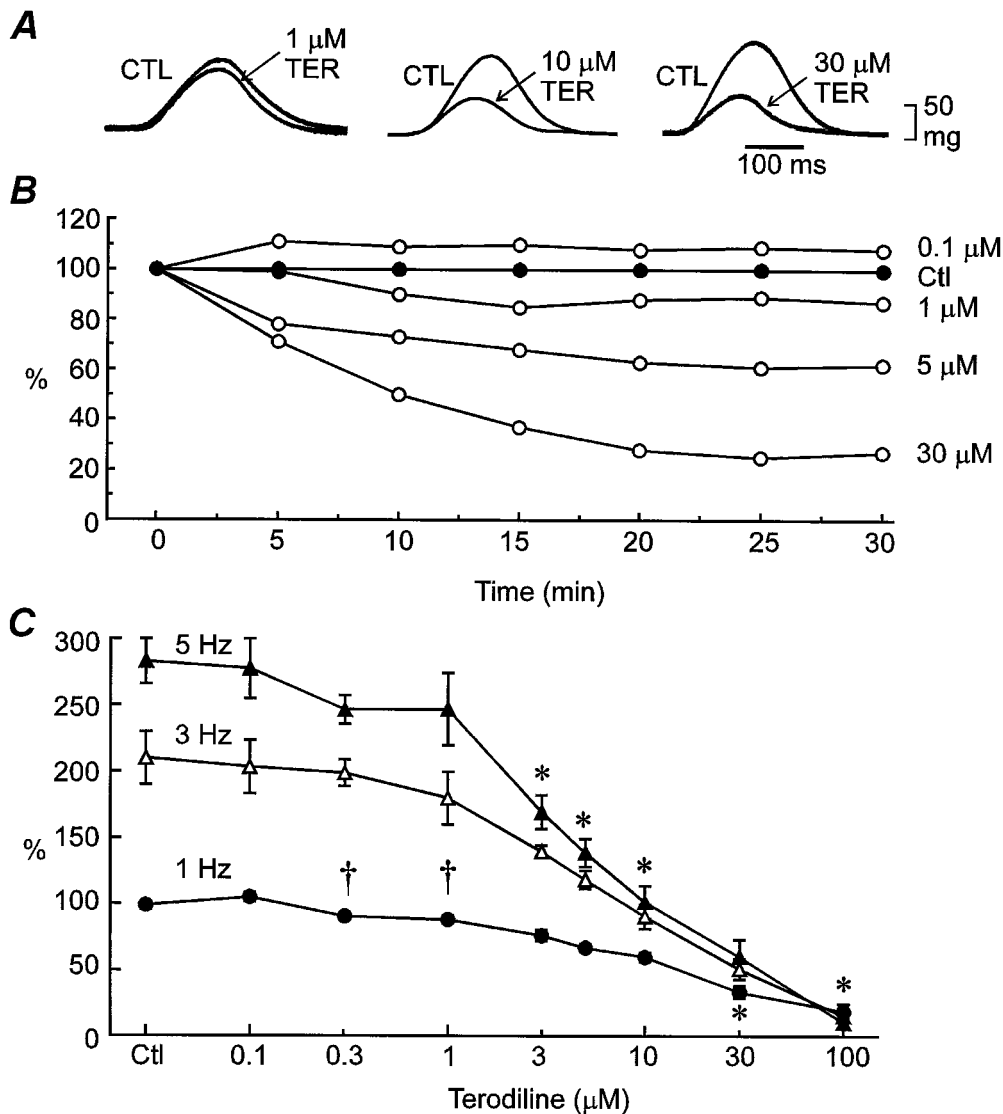 A
CTL
1 μM
TER
CTL
10 μM
TER
CTL
30 μM
TER
50
mg
100 ms
B
120
100
80
60
40
20
0
%
0.1 μM
Ctl
1 μM
5 μM
30 μM
0 5 10 15 20 25 30
Time (min)
C
300
250
200
150
100
50
0
%
5 Hz
3 Hz
1 Hz
† †
* * *
* *
Ctl 0.1 0.3 1 3 5 10 30 100
Terodiline (μM)